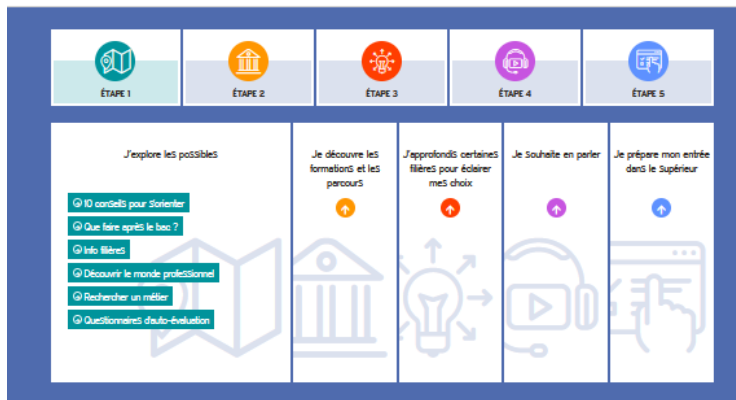 ÉTAPE 1
ÉTAPE 2
ÉTAPE 3
ÉTAPE 4
ÉTAPE 5
J'explore les possibles
10 conseils pour s'orienter
Que faire après le bac ?
Info filières
Découvrir le monde professionnel
Rechercher un métier
Questionnaires d'auto-évaluation
Je découvre les
formations et les
parcours
J'approfondis certaines
filières pour éclairer
mes choix
Je souhaite en parler
Je prépare mon entrée
dans le Supérieur